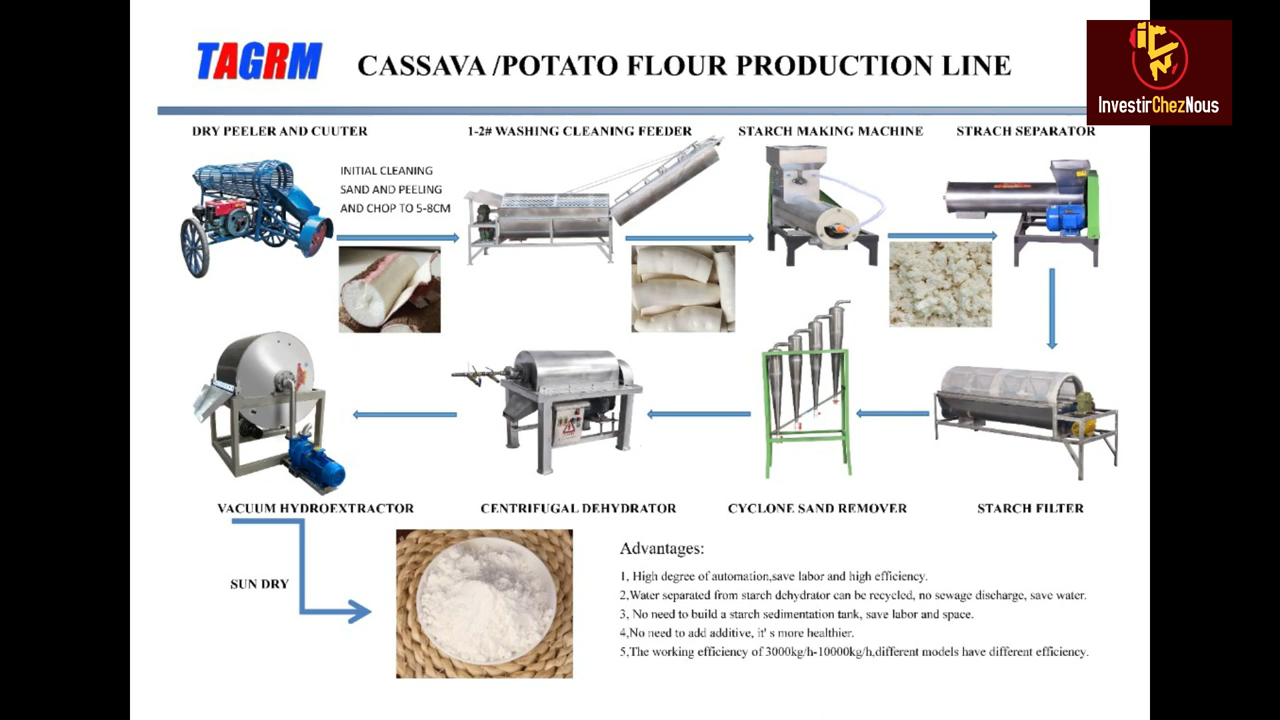 TAGRM
CASSAVA /POTATO FLOUR PRODUCTION LINE
InvestirChezNous
DRY PEELER AND CUUTER
1-2# WASHING CLEANING FEEDER
STARCH MAKING MACHINE
STRACH SEPARATOR
INITIAL CLEANING
SAND AND PEELING
AND CHOP TO 5-8CM
VACUUM HYDROEXTRACTOR
CENTRIFUGAL DEHYDRATOR
CYCLONE SAND REMOVER
STARCH FILTER
SUN DRY
Advantages:
1, High degree of automation,save labor and high efficiency.
2,Water separated from starch dehydrator can be recycled, no sewage discharge, save water.
3, No need to build a starch sedimentation tank, save labor and space.
4,No need to add additive, it' s more healthier.
5,The working efficiency of 3000kg/h-10000kg/h,different models have different efficiency.